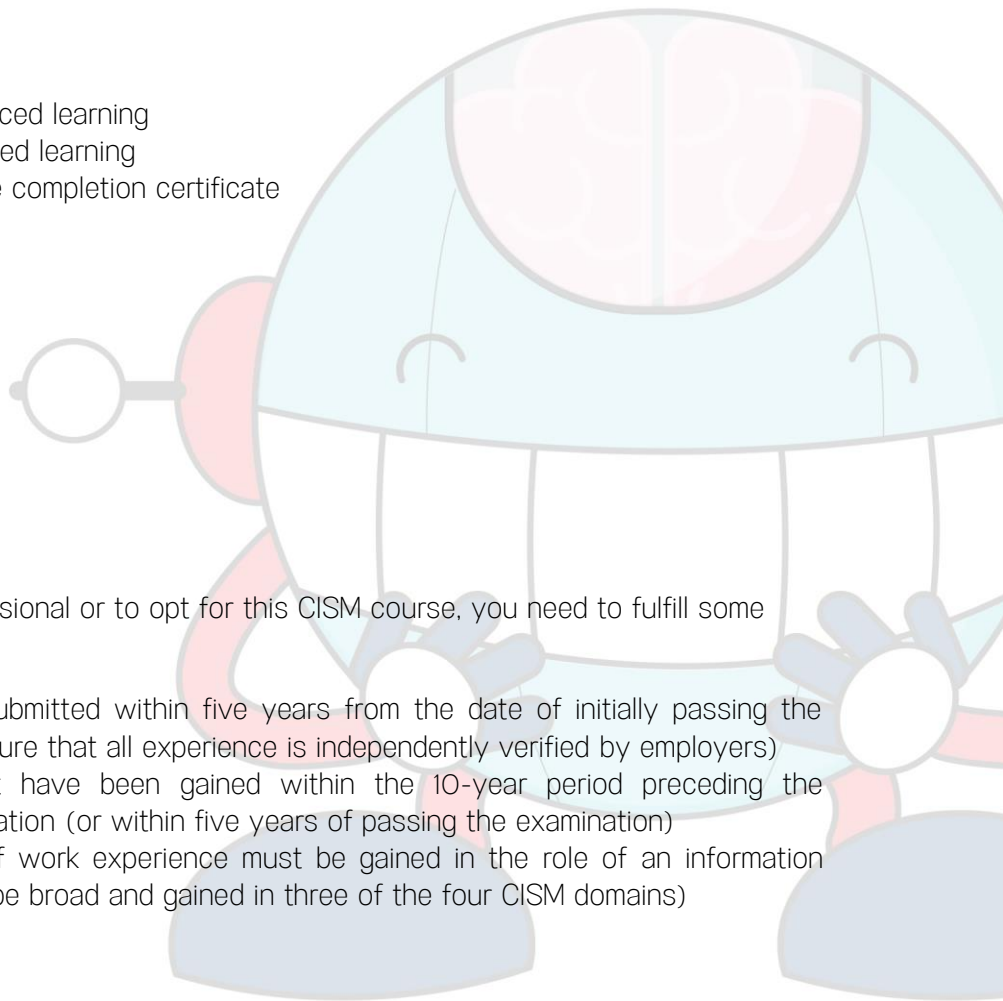 ced learning
ed learning
e completion certificate
sional or to opt for this CISM course, you need to fulfill some
ubmitted within five years from the date of initially passing the
ure that all experience is independently verified by employers)
t have been gained within the 10-year period preceding the
ation (or within five years of passing the examination)
f work experience must be gained in the role of an information
be broad and gained in three of the four CISM domains)